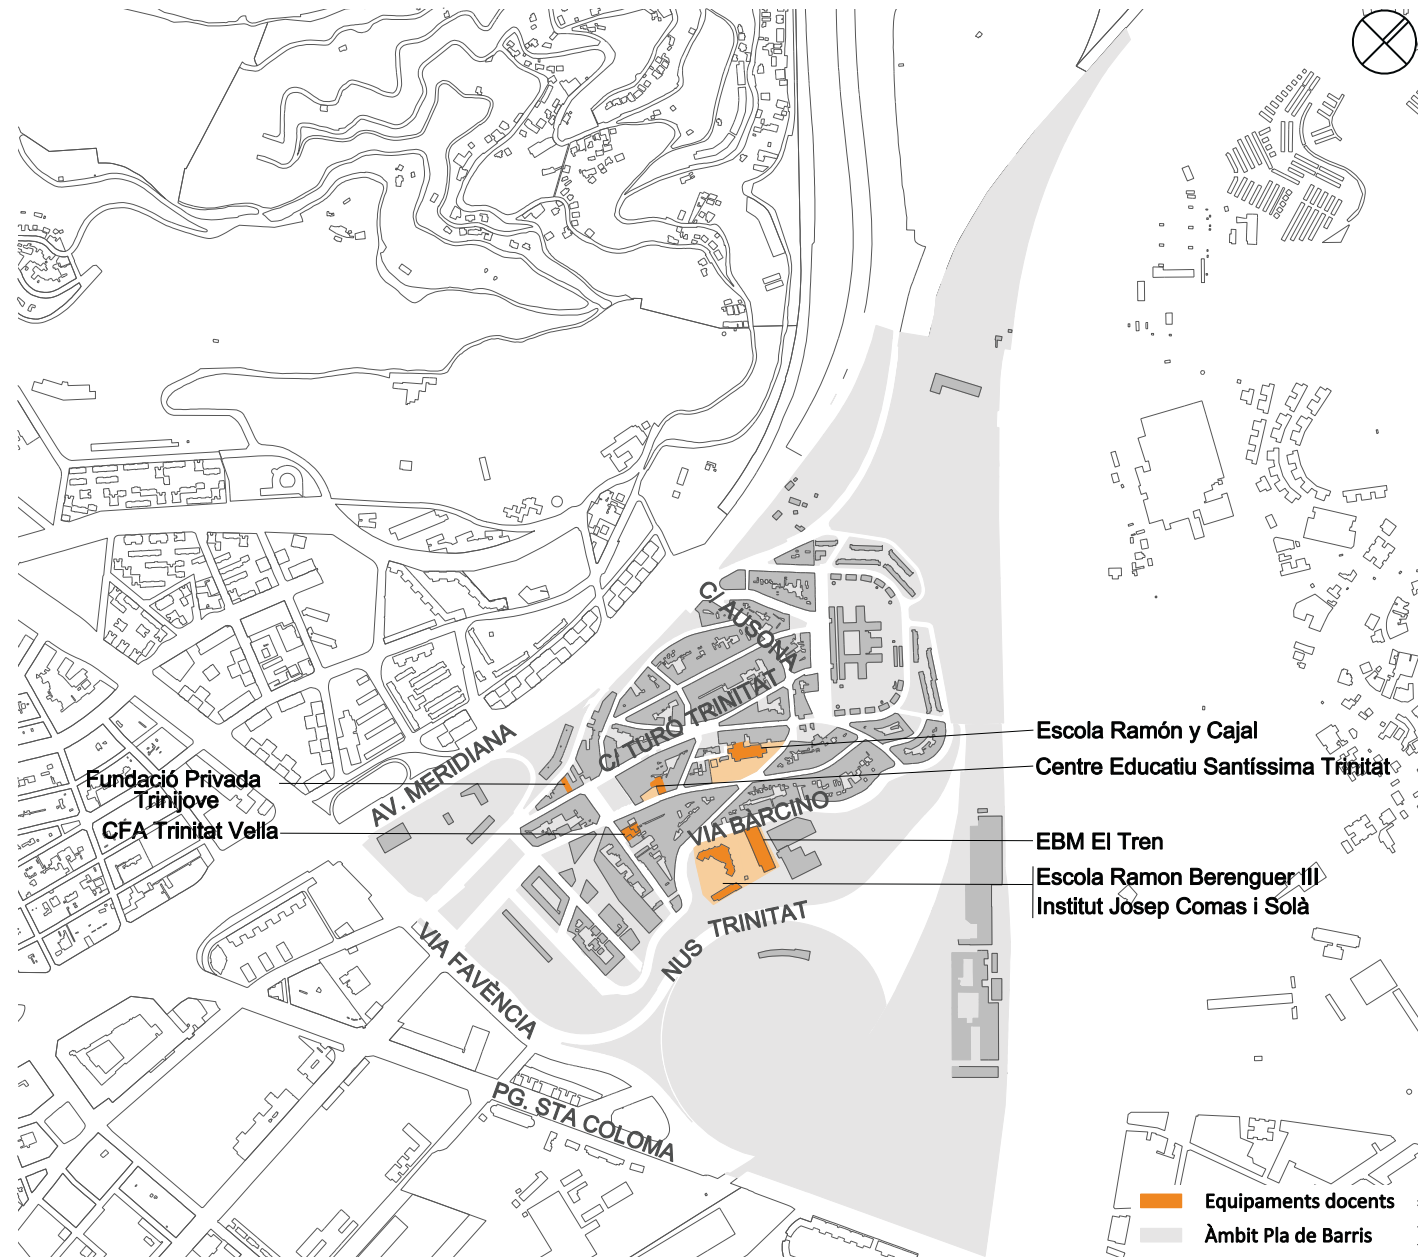 C/ AUSONA
C/ TURÓ TRINITAT
AV. MERIDIANA
Escola Ramón y Cajal
Centre Educatiu Santíssima Trinitat
Fundació Privada
Trinijove
CFA Trinitat Vella
VIA BÀRCINO
EBM El Tren
Escola Ramon Berenguer III
Institut Josep Comas i Solà
NUS TRINITAT
VIA FAVÈNCIA
PG. STA COLOMA
Equipaments docents
Àmbit Pla de Barris